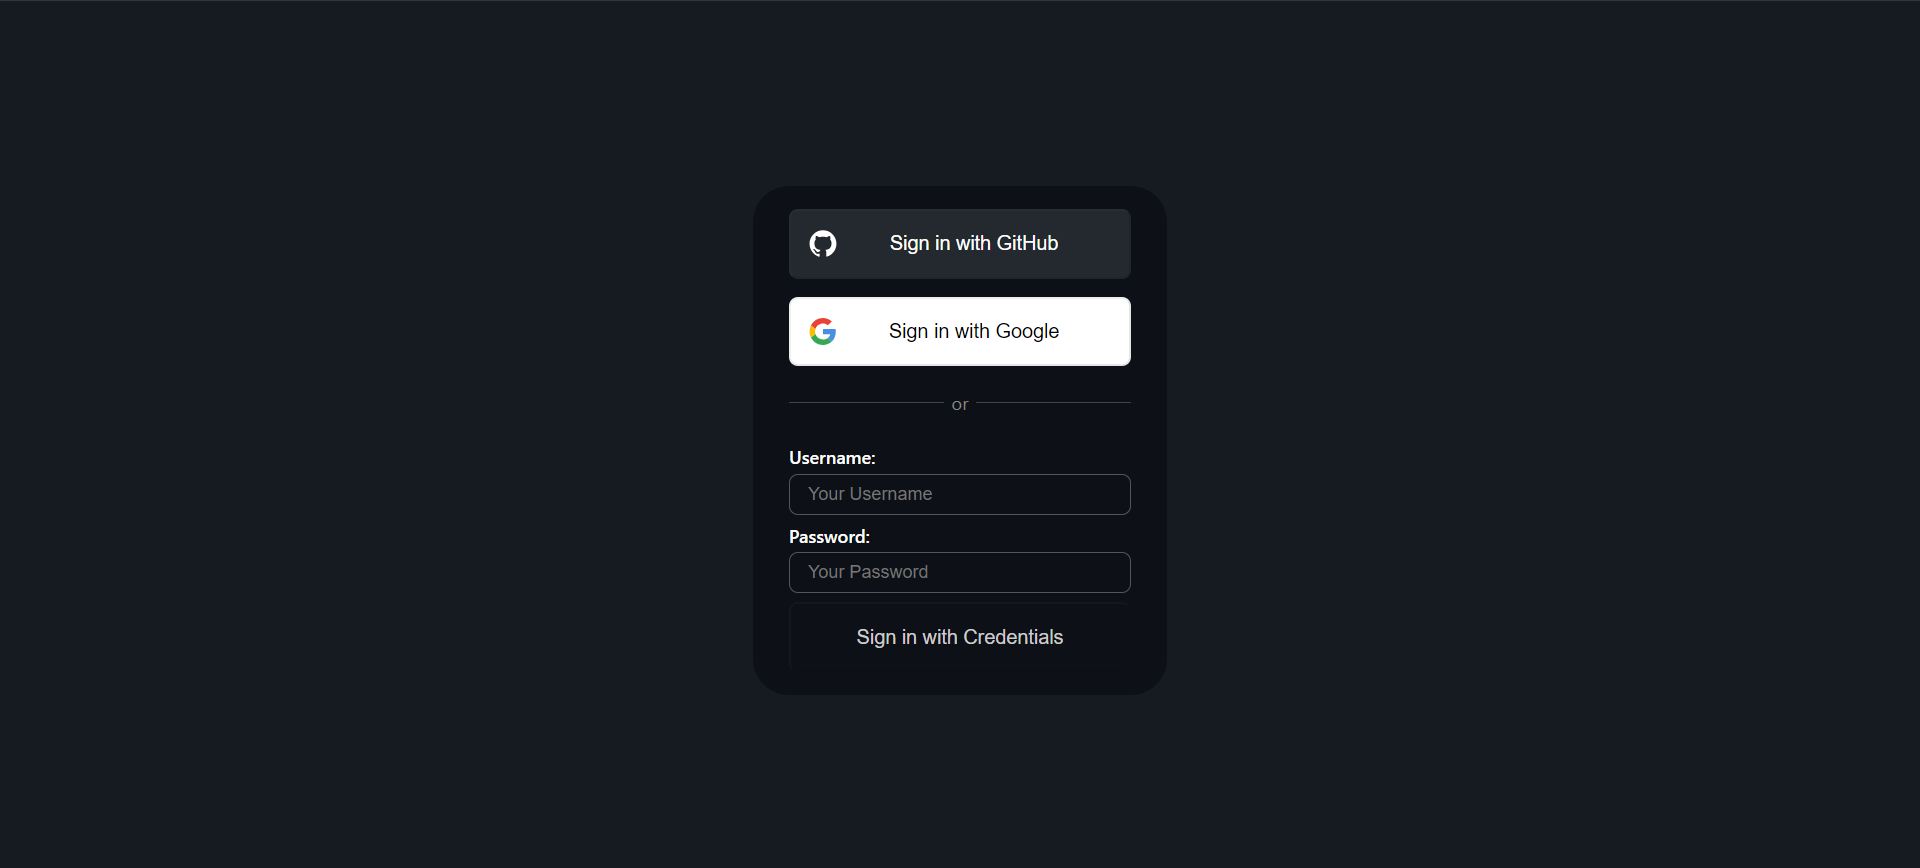 Sign in with GitHub
Sign in with Google
or
Username:
Your Username
Password:
Your Password
Sign in with Credentials